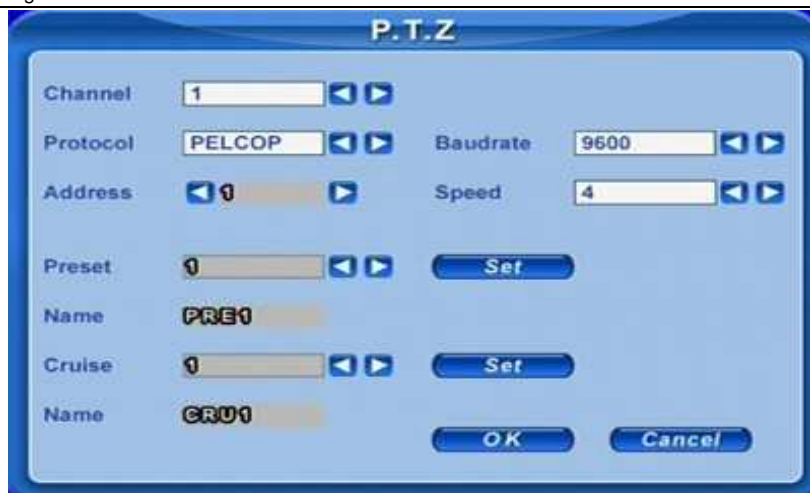 P.T.Z
Channel 1
Protocol PELCOP Baudrate 9600
Address 1 Speed 4
Preset 1 Set
Name PRE1
Cruise 1 Set
Name CRU1
OK Cancel